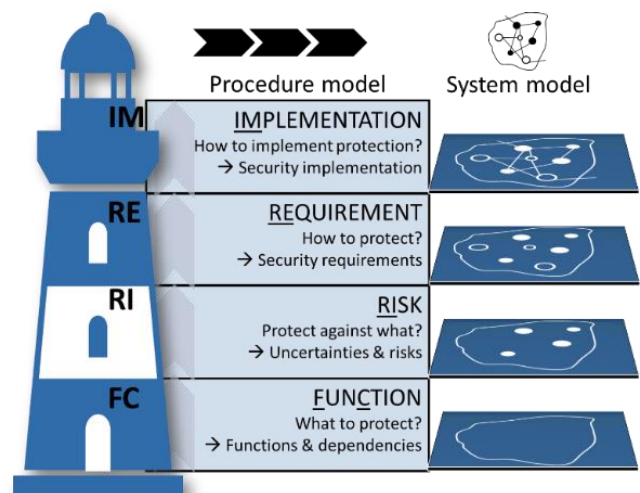 Procedure model
System model
IM
IMPLEMENTATION
How to implement protection?
→ Security implementation
RE
REQUIREMENT
How to protect?
→ Security requirements
RI
RISK
Protect against what?
→ Uncertainties & risks
FC
FUNCTION
What to protect?
→ Functions & dependencies